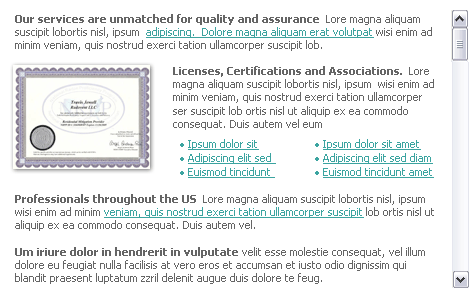 Our services are unmatched for quality and assurance Lore magna aliquam
suscipit lobortis nisl, ipsum adipiscing. Dolore magna aliquam erat volutpat wisi enim ad
minim veniam, quis nostrud exerci tation ullamcorper suscipit lob.
Travis Jewell
Licenses, Certifications and Associations. Lore
magna aliquam suscipit lobortis nisl, ipsum wisi enim ad
minim veniam, quis nostrud exerci tation ullamcorper
ser suscipit lob ortis nisl ut aliquip ex ea commodo
consequat. Duis autem vel eum
Ipsum dolor sit
Adipiscing elit sed
Euismod tincidunt
Ipsum dolor sit amet
Adipiscing elit sed diam
Euismod tincidunt
Professionals throughout the US Lore magna aliquam suscipit lobortis nisl, ipsum
wisi enim ad minim veniam, quis nostrud exerci tation ullamcorper suscipit lob ortis nisl ut
aliquip ex ea commodo consequat. Duis autem vel.
Um iriure dolor in hendrerit in vulputate velit esse molestie consequat, vel illum
dolore eu feugiat nulla facilisis at vero eros et accumsan et iusto odio dignissim qui
blandit praesent luptatum zzril delenit augue duis dolore te feug.